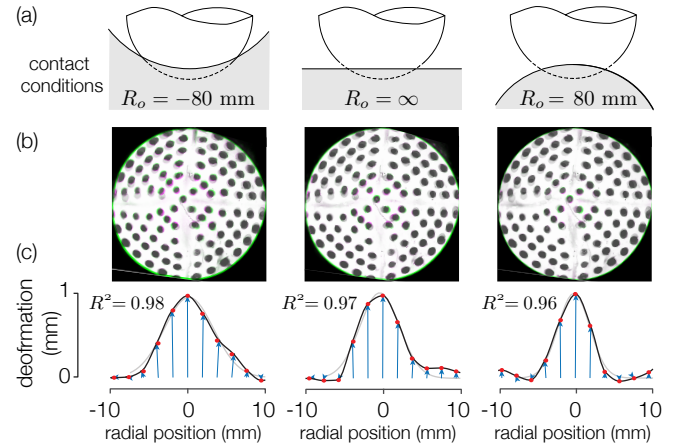 (a)
contact
conditions
R_o = −80 mm
R_o = ∞
R_o = 80 mm
(b)
(c)
deofrmation
(mm)
1
0
R² = 0.98
R² = 0.97
R² = 0.96
-10 0 10
-10 0 10
-10 0 10
radial position (mm)
radial position (mm)
radial position (mm)